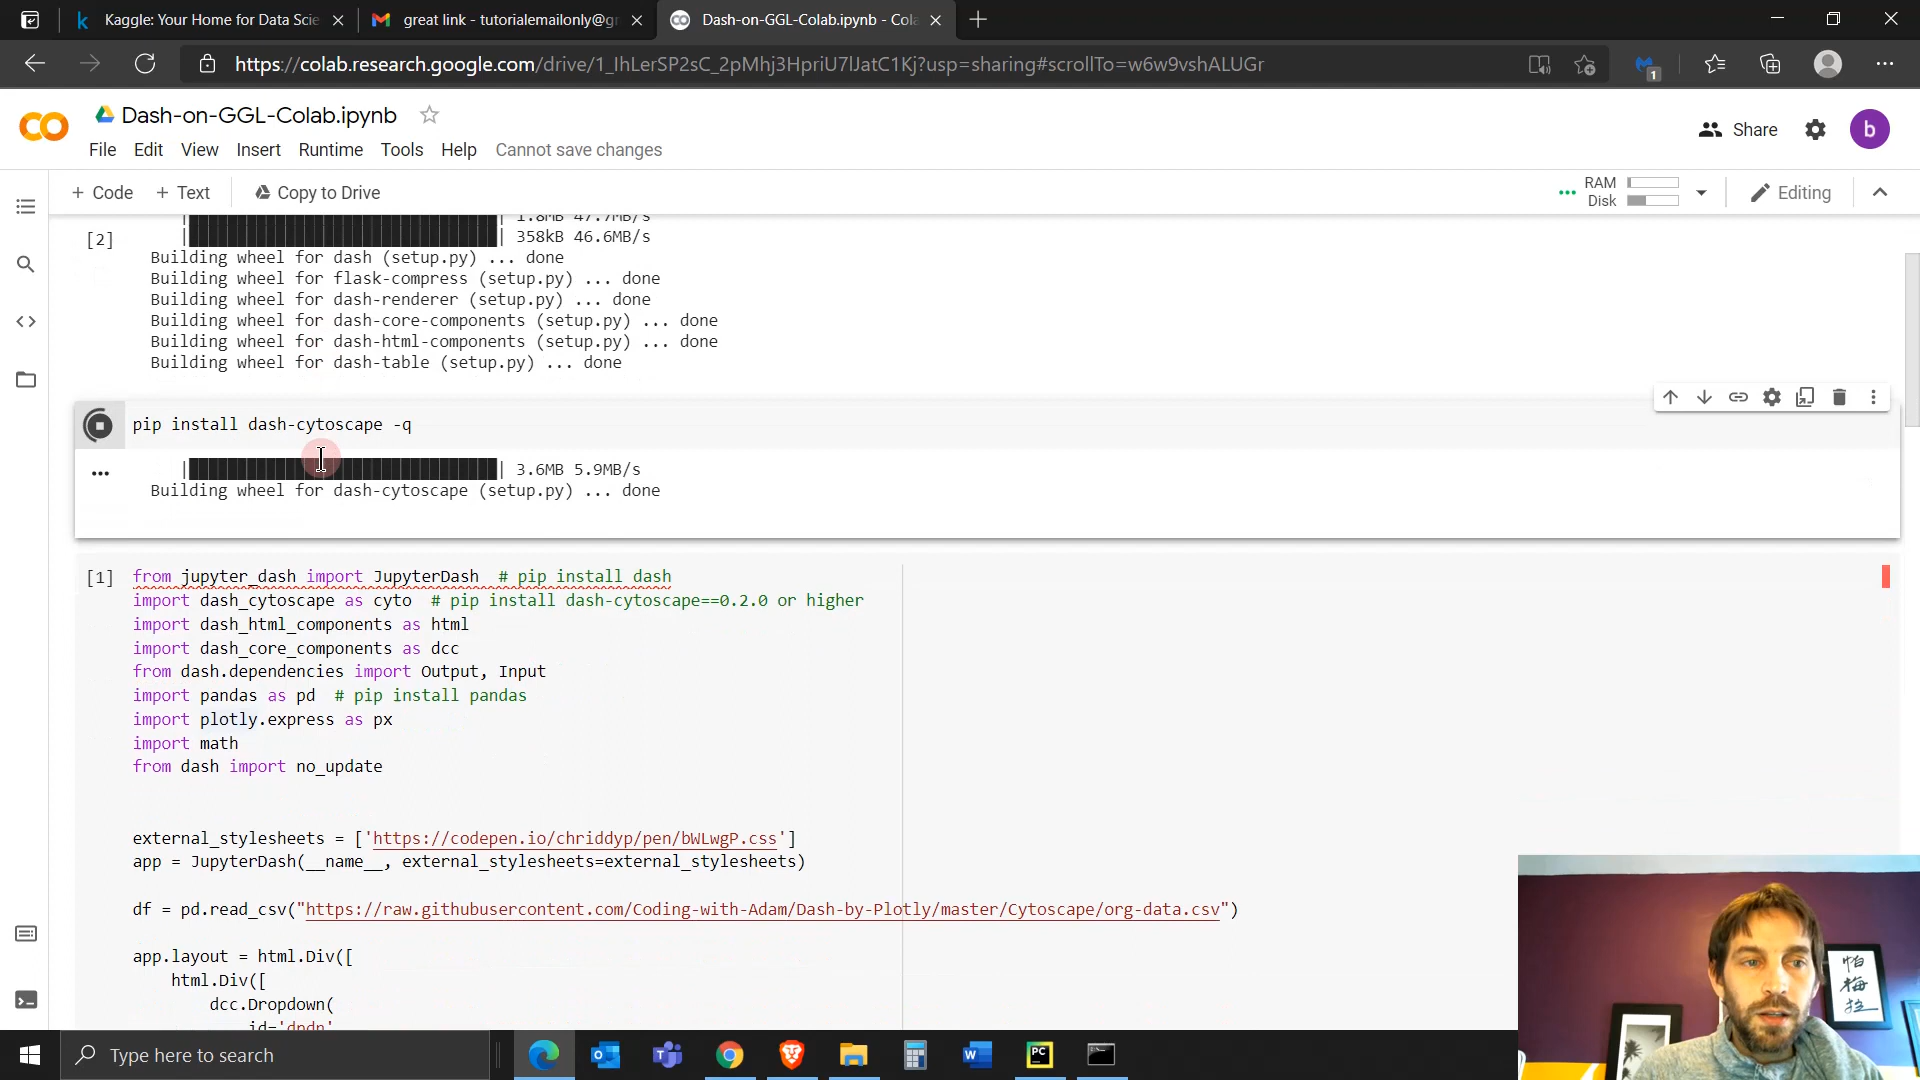 Kaggle: Your Home for Data Scie
great link - tutorialemailonly@gr
Dash-on-GGL-Colab.ipynb - Cola
https://colab.research.google.com/drive/1_IhLerSP2sC_2pMhj3HpriU7lJatC1Kj?usp=sharing#scrollTo=w6w9vshALUGr
1
Dash-on-GGL-Colab.ipynb
File Edit View Insert Runtime Tools Help Cannot save changes
Share
b
+ Code + Text Copy to Drive
RAM
Disk
Editing
1.8MB 47.7MB/s
[2] 358kB 46.6MB/s
Building wheel for dash (setup.py) ... done
Building wheel for flask-compress (setup.py) ... done
Building wheel for dash-renderer (setup.py) ... done
Building wheel for dash-core-components (setup.py) ... done
Building wheel for dash-html-components (setup.py) ... done
Building wheel for dash-table (setup.py) ... done
pip install dash-cytoscape -q
3.6MB 5.9MB/s
Building wheel for dash-cytoscape (setup.py) ... done
[1] from jupyter_dash import JupyterDash # pip install dash
import dash_cytoscape as cyto # pip install dash-cytoscape==0.2.0 or higher
import dash_html_components as html
import dash_core_components as dcc
from dash.dependencies import Output, Input
import pandas as pd # pip install pandas
import plotly.express as px
import math
from dash import no_update
external_stylesheets = ['https://codepen.io/chriddyp/pen/bWLwgP.css']
app = JupyterDash(__name__, external_stylesheets=external_stylesheets)
df = pd.read_csv("https://raw.githubusercontent.com/Coding-with-Adam/Dash-by-Plotly/master/Cytoscape/org-data.csv")
app.layout = html.Div([
html.Div([
dcc.Dropdown(
id='dpdn'
Type here to search